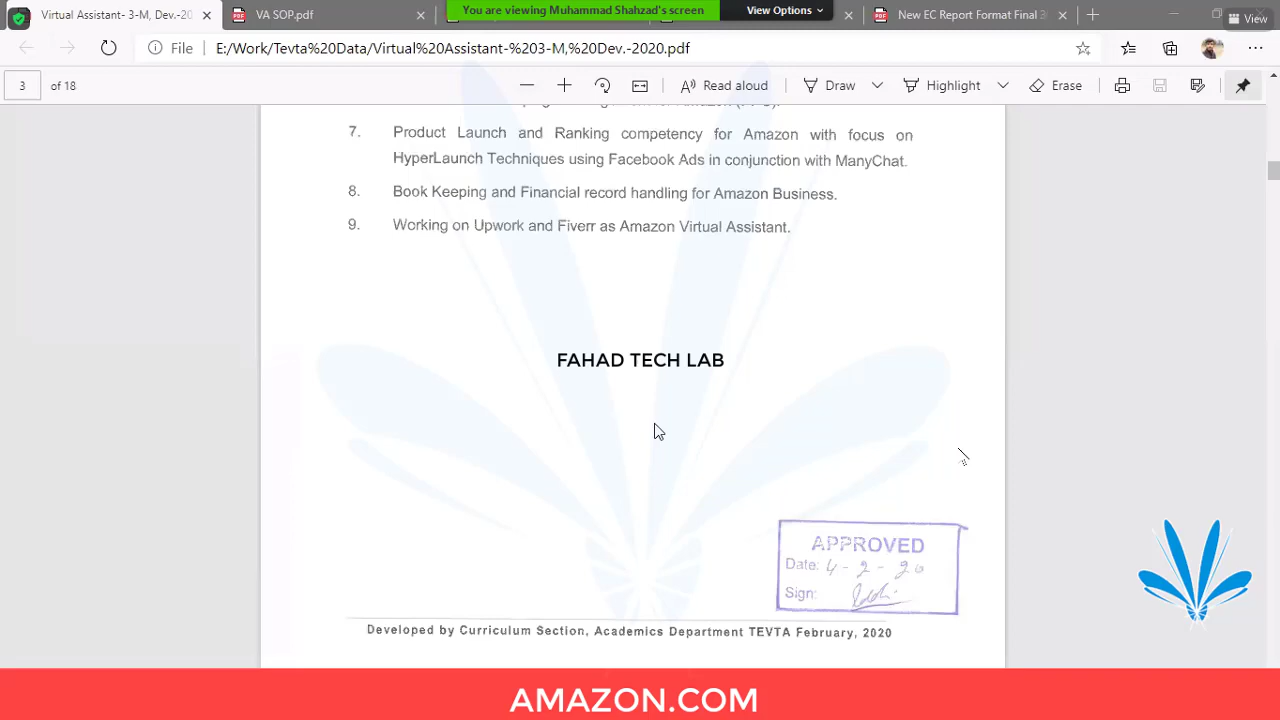 Virtual Assistant- 3-M, Dev.-20
VA SOP.pdf
You are viewing Muhammad Shahzad's screen
View Options
New EC Report Format Final 3
View
File
E:/Work/Tevta%20Data/Virtual%20Assistant-%203-M,%20Dev.-2020.pdf
3 of 18
Read aloud
Draw
Highlight
Erase
7. Product Launch and Ranking competency for Amazon with focus on
HyperLaunch Techniques using Facebook Ads in conjunction with ManyChat.
8. Book Keeping and Financial record handling for Amazon Business.
9. Working on Upwork and Fiverr as Amazon Virtual Assistant.
FAHAD TECH LAB
APPROVED
Date: 4-2-20
Sign:
Developed by Curriculum Section, Academics Department TEVTA February, 2020
AMAZON.COM